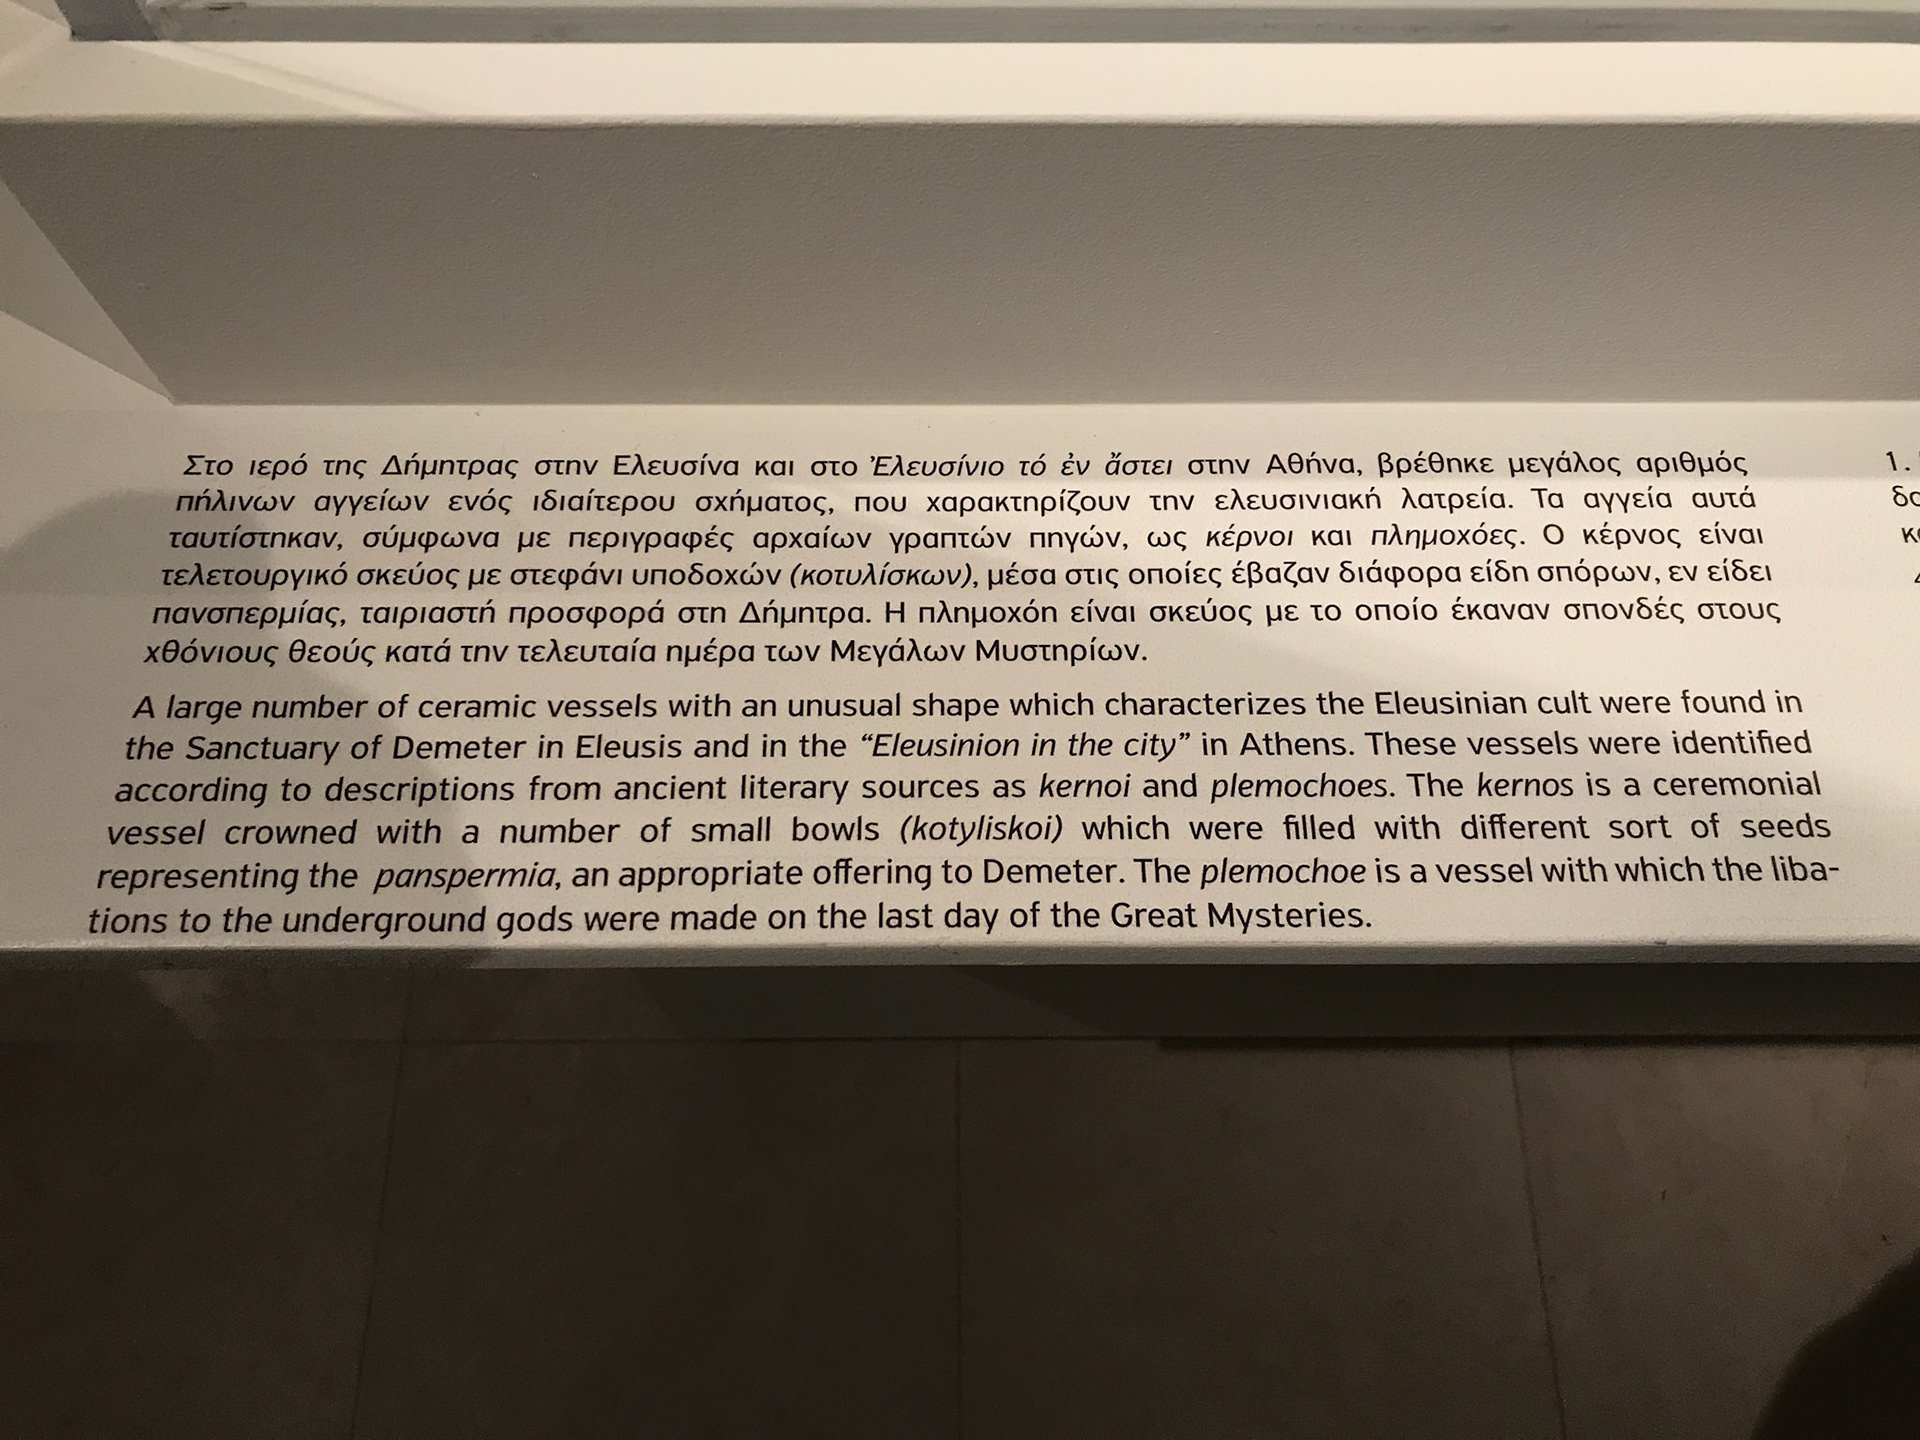 Στο ιερό της Δήμητρας στην Ελευσίνα και στο Ἐλευσίνιο τό ἐν ἄστει στην Αθήνα, βρέθηκε μεγάλος αριθμός
πήλινων αγγείων ενός ιδιαίτερου σχήματος, που χαρακτηρίζουν την ελευσινιακή λατρεία. Τα αγγεία αυτά
ταυτίστηκαν, σύμφωνα με περιγραφές αρχαίων γραπτών πηγών, ως κέρνοι και πλημοχόες. Ο κέρνος είναι
τελετουργικό σκεύος με στεφάνι υποδοχών (κοτυλίσκων), μέσα στις οποίες έβαζαν διάφορα είδη σπόρων, εν είδει
πανσπερμίας, ταιριαστή προσφορά στη Δήμητρα. Η πλημοχόη είναι σκεύος με το οποίο έκαναν σπονδές στους
χθόνιους θεούς κατά την τελευταία ημέρα των Μεγάλων Μυστηρίων.
A large number of ceramic vessels with an unusual shape which characterizes the Eleusinian cult were found in
the Sanctuary of Demeter in Eleusis and in the “Eleusinion in the city” in Athens. These vessels were identified
according to descriptions from ancient literary sources as kernoi and plemochoes. The kernos is a ceremonial
vessel crowned with a number of small bowls (kotyliskoi) which were filled with different sort of seeds
representing the panspermia, an appropriate offering to Demeter. The plemochoe is a vessel with which the liba-
tions to the underground gods were made on the last day of the Great Mysteries.
1.